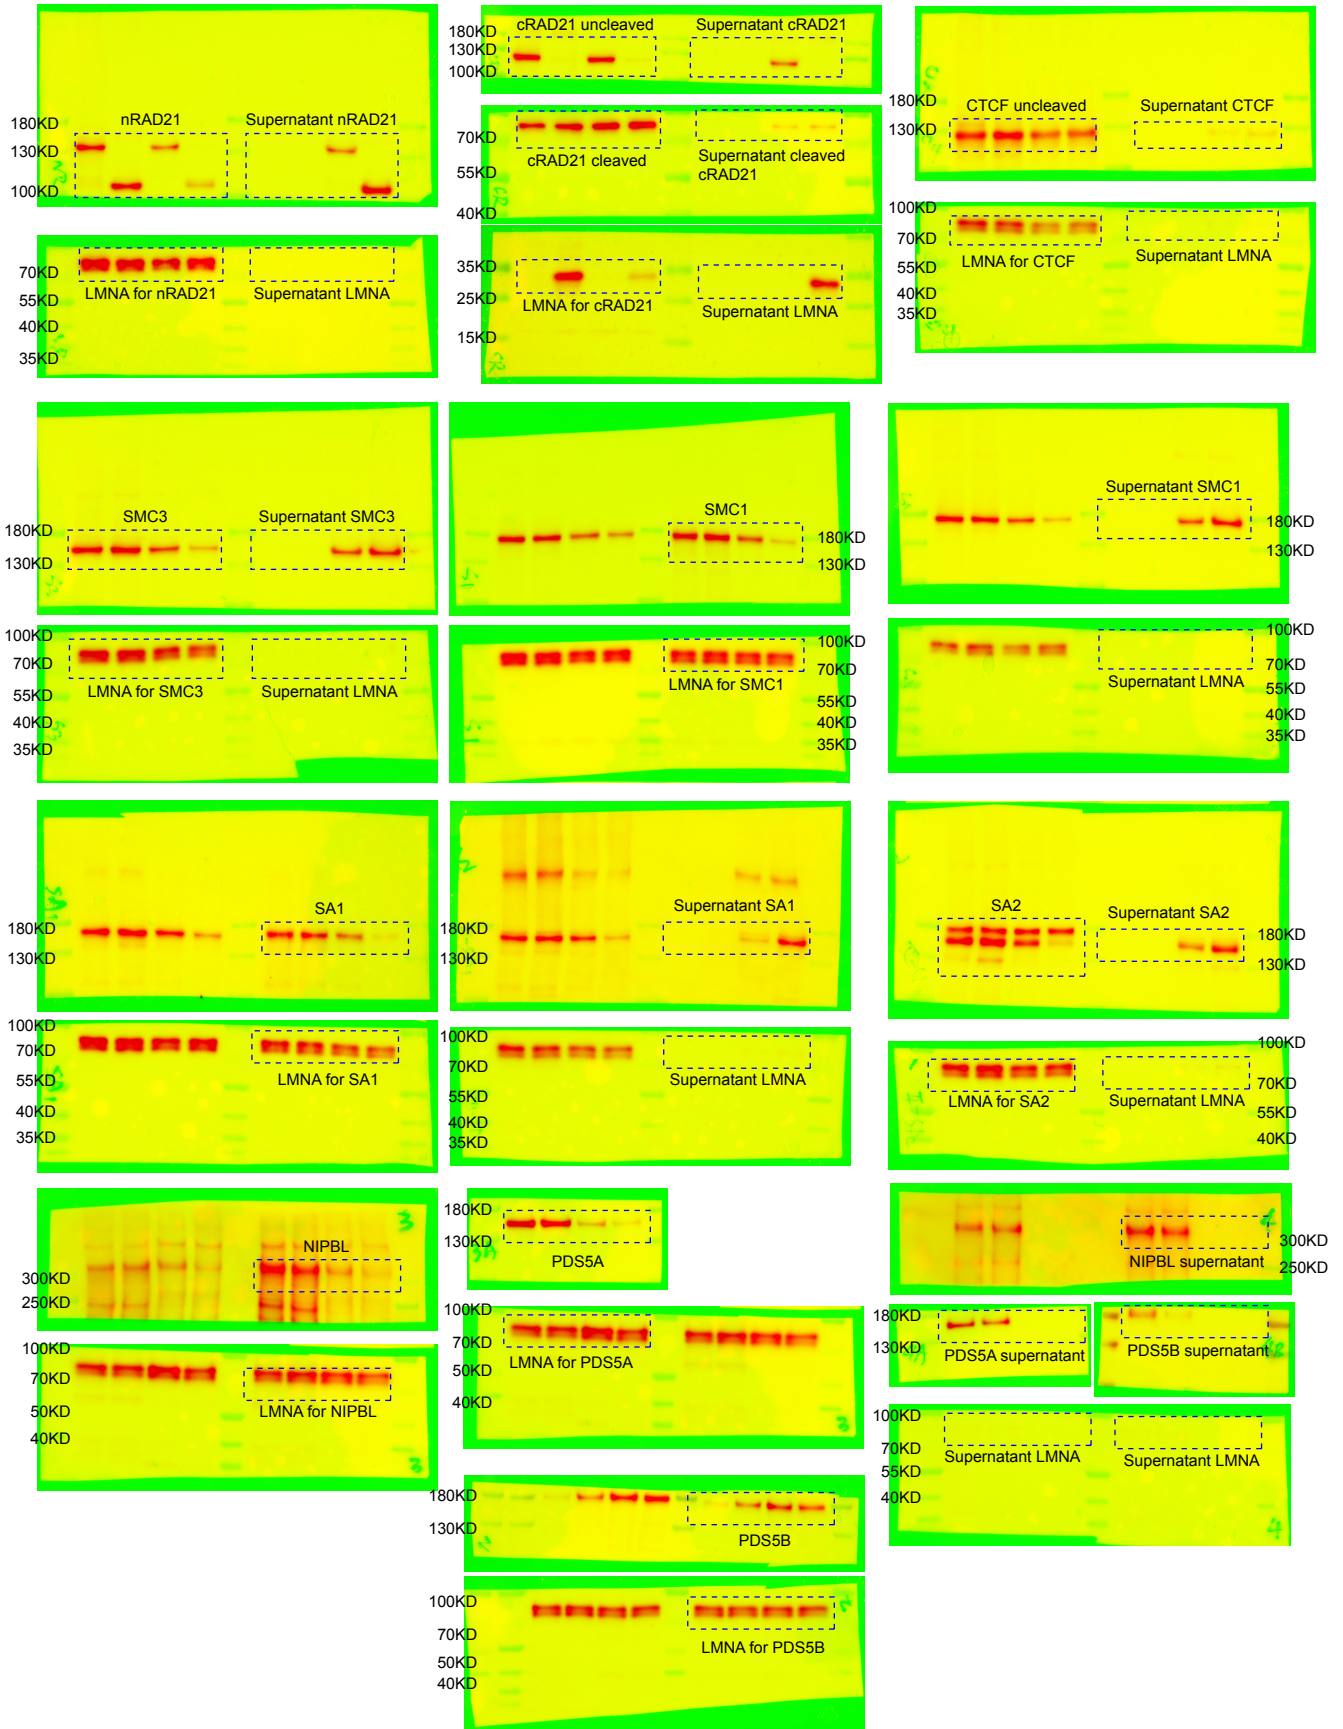 180KD
130KD
100KD
nRAD21
Supernatant nRAD21
70KD
55KD
40KD
35KD
LMNA for nRAD21
Supernatant LMNA
180KD
130KD
100KD
cRAD21 uncleaved
Supernatant cRAD21
70KD
55KD
40KD
cRAD21 cleaved
Supernatant cleaved
cRAD21
35KD
25KD
15KD
LMNA for cRAD21
Supernatant LMNA
180KD
130KD
CTCF uncleaved
Supernatant CTCF
100KD
70KD
55KD
40KD
35KD
LMNA for CTCF
Supernatant LMNA
180KD
130KD
SMC3
Supernatant SMC3
100KD
70KD
55KD
40KD
35KD
LMNA for SMC3
Supernatant LMNA
SMC1
180KD
130KD
100KD
70KD
55KD
40KD
35KD
LMNA for SMC1
Supernatant SMC1
180KD
130KD
100KD
70KD
55KD
40KD
35KD
Supernatant LMNA
180KD
130KD
SA1
100KD
70KD
55KD
40KD
35KD
LMNA for SA1
180KD
130KD
Supernatant SA1
100KD
70KD
55KD
40KD
35KD
Supernatant LMNA
SA2
Supernatant SA2
180KD
130KD
100KD
70KD
55KD
40KD
LMNA for SA2
Supernatant LMNA
NIPBL
3
300KD
250KD
100KD
70KD
50KD
40KD
LMNA for NIPBL
3
180KD
130KD
PDS5A
100KD
70KD
50KD
40KD
LMNA for PDS5A
3
300KD
250KD
NIPBL supernatant
180KD
130KD
PDS5A supernatant
PDS5B supernatant
100KD
70KD
55KD
40KD
Supernatant LMNA
Supernatant LMNA
180KD
130KD
PDS5B
100KD
70KD
50KD
40KD
LMNA for PDS5B